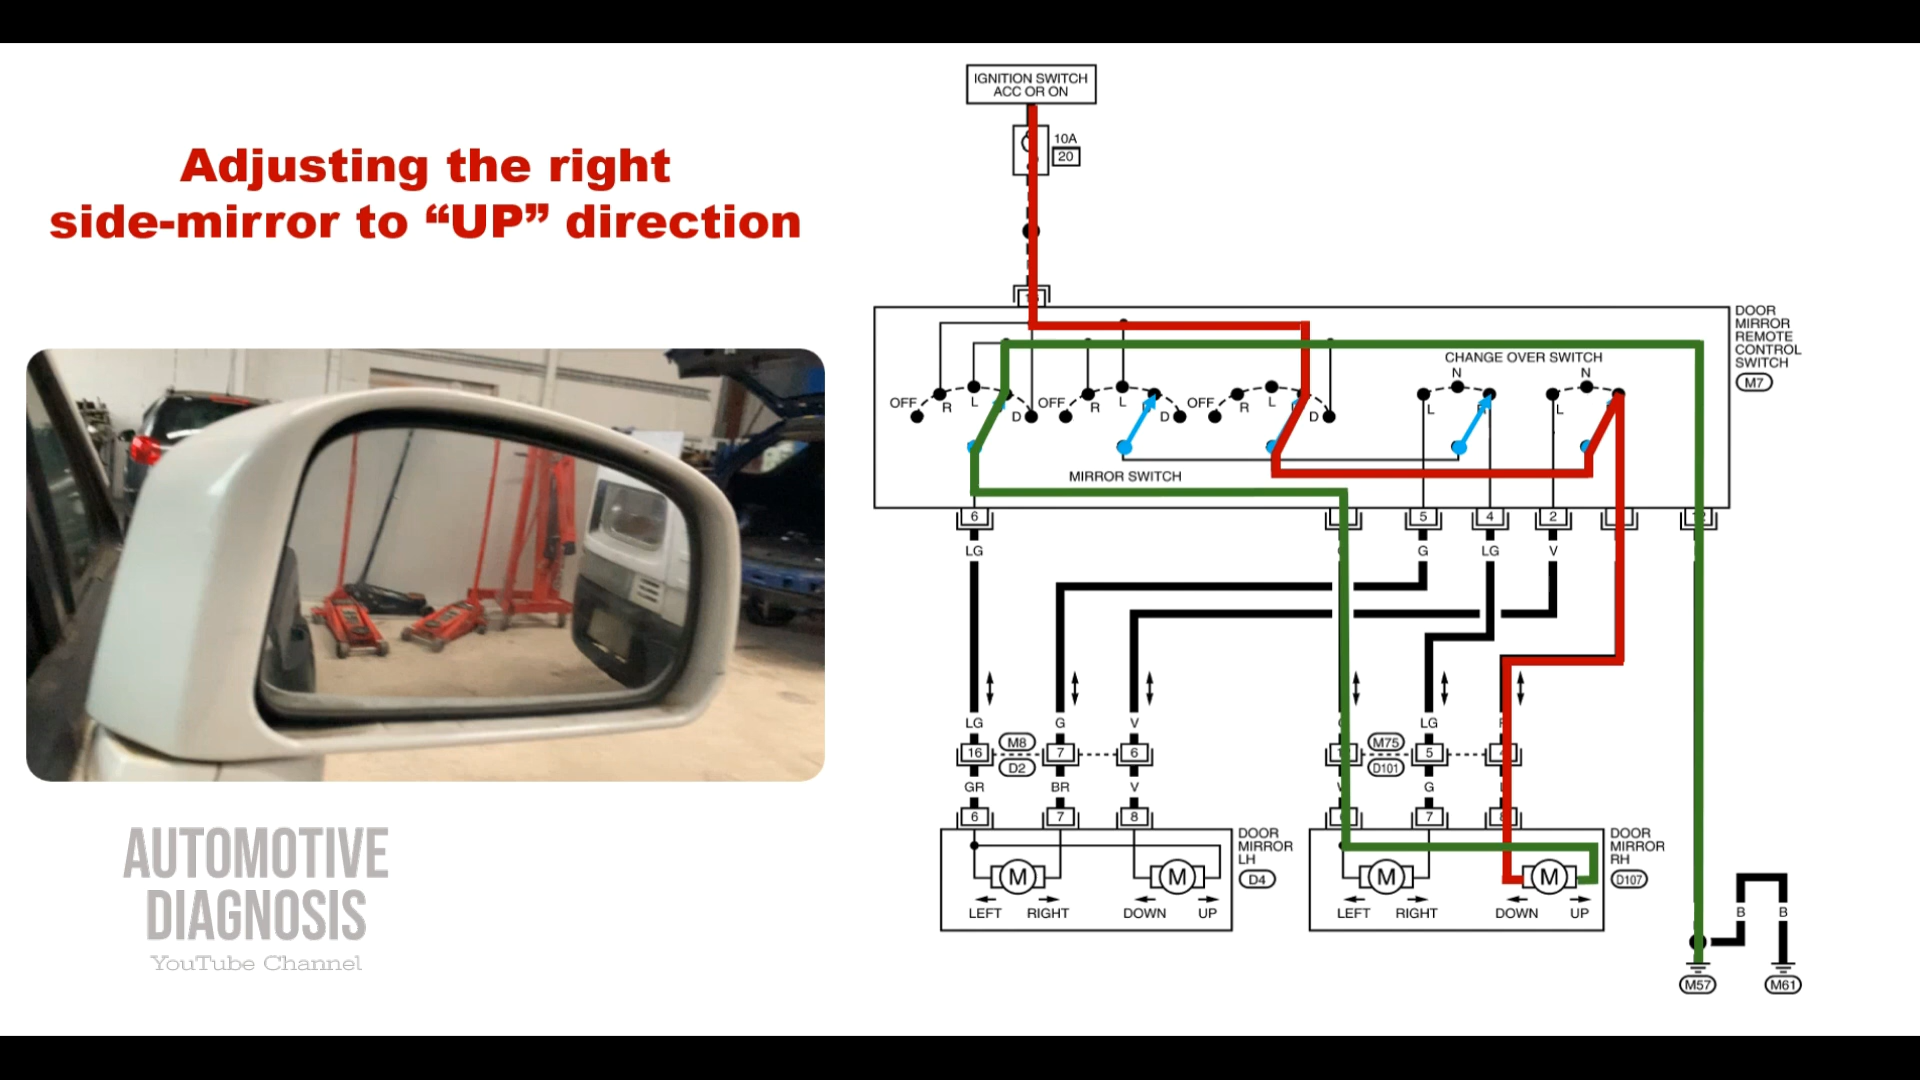 Adjusting the right
side-mirror to “UP” direction
AUTOMOTIVE
DIAGNOSIS
YouTube Channel
IGNITION SWITCH
ACC OR ON
10A
20
DOOR
MIRROR
REMOTE
CONTROL
SWITCH
M7
CHANGE OVER SWITCH
N N
OFF R L D OFF R L D OFF R L D L L
MIRROR SWITCH
6 5 4 2
LG G LG V
LG G V LG
16 M8 7 6 M75 5
D2 D101
GR BR V G
6 7 8 7
DOOR
MIRROR
LH
D4
DOOR
MIRROR
RH
D107
M M M M
LEFT RIGHT DOWN UP LEFT RIGHT DOWN UP
B B
M57 M61